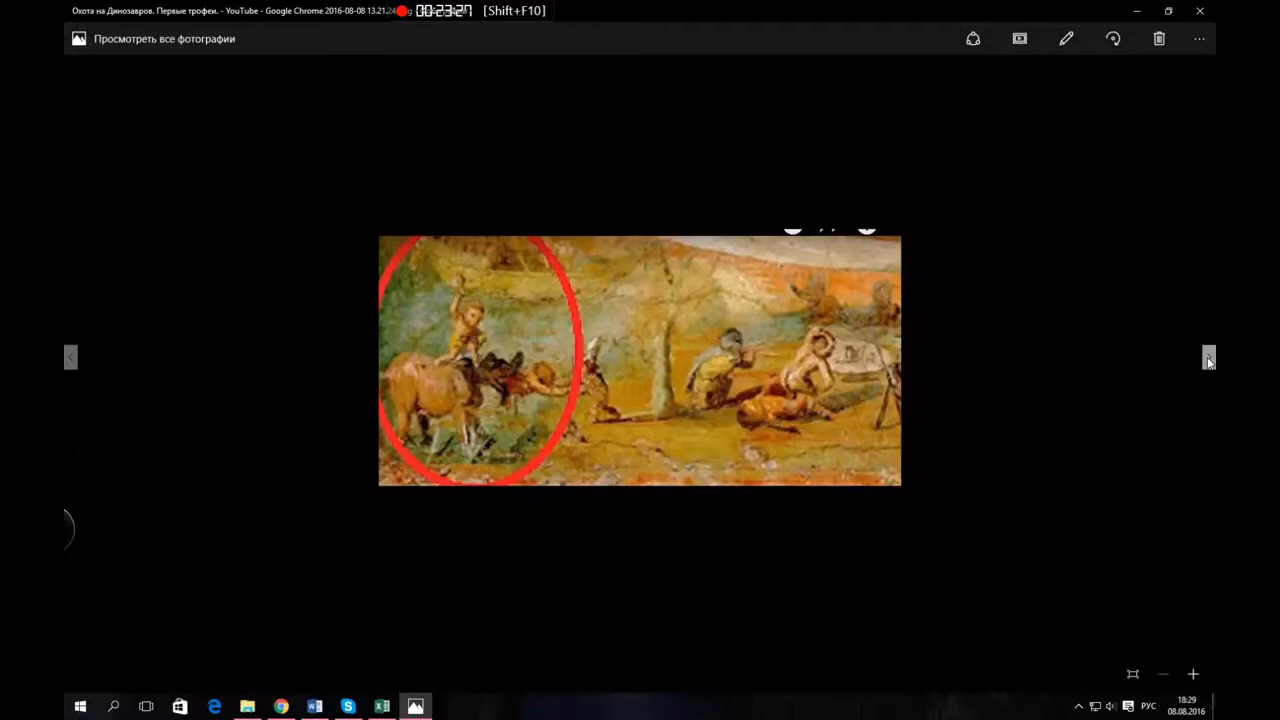 Охота на Динозавров. Первые трофеи. - YouTube - Google Chrome 2016-08-08 13.21.24
00:23:27 [Shift+F10]
Просмотреть все фотографии
РУС
18:29
08.08.2016